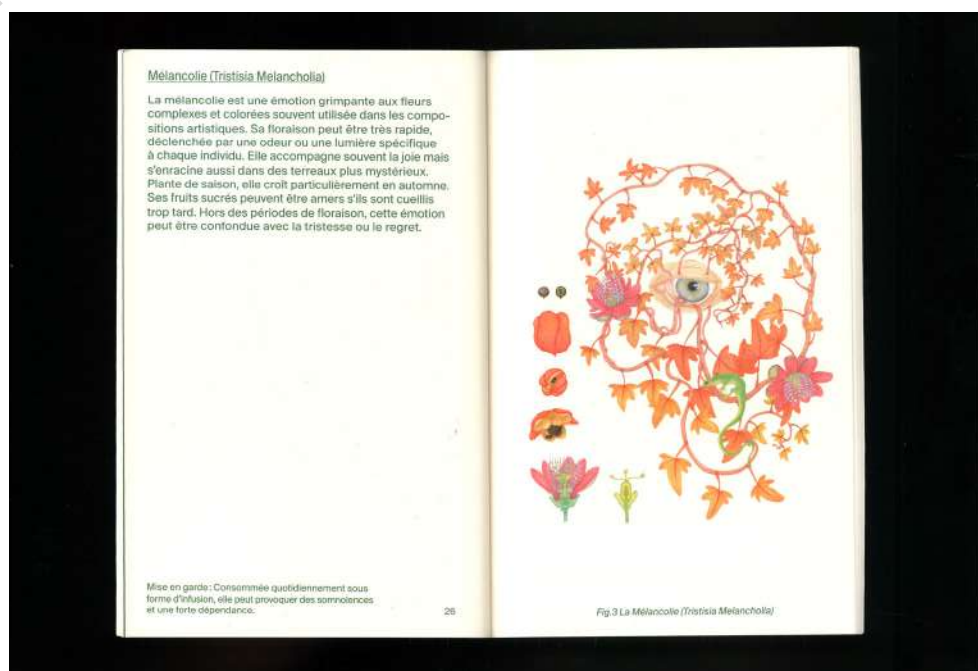 Mélancolie (Tristisia Melancholia)
La mélancolie est une émotion grimpante aux fleurs
complexes et colorées souvent utilisée dans les compo-
sitions artistiques. Sa floraison peut être très rapide,
déclenchée par une odeur ou une lumière spécifique
à chaque individu. Elle accompagne souvent la joie mais
s'enracine aussi dans des terreaux plus mystérieux.
Plante de saison, elle croît particulièrement en automne.
Ses fruits sucrés peuvent être amers s'ils sont cueillis
trop tard. Hors des périodes de floraison, cette émotion
peut être confondue avec la tristesse ou le regret.
Mise en garde : Consommée quotidiennement sous
forme d'infusion, elle peut provoquer des somnolences
et une forte dépendance.
26
Fig.3 La Mélancolie (Tristisia Melancholia)